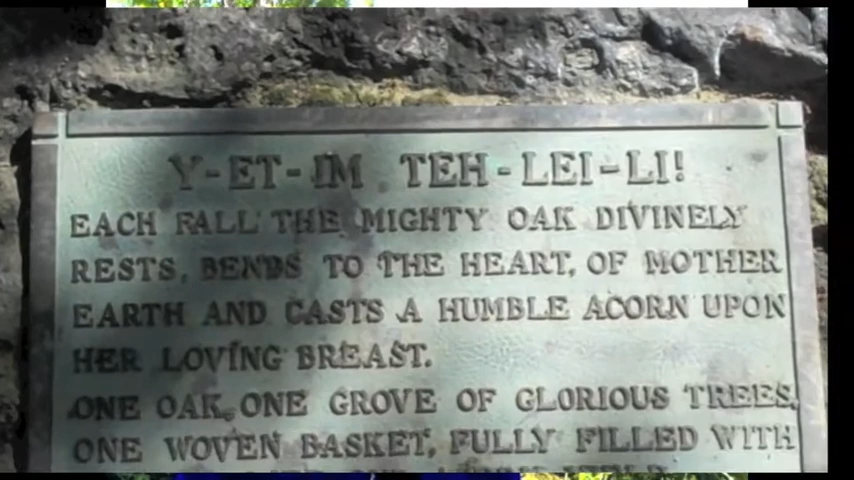 Y-ET-IM TEH-LEI-LI!
EACH FALL THE MIGHTY OAK DIVINELY
RESTS, BENDS TO THE HEART, OF MOTHER
EARTH AND CASTS A HUMBLE ACORN UPON
HER LOVING BREAST.
ONE OAK, ONE GROVE OF GLORIOUS TREES,
ONE WOVEN BASKET, FULLY FILLED WITH